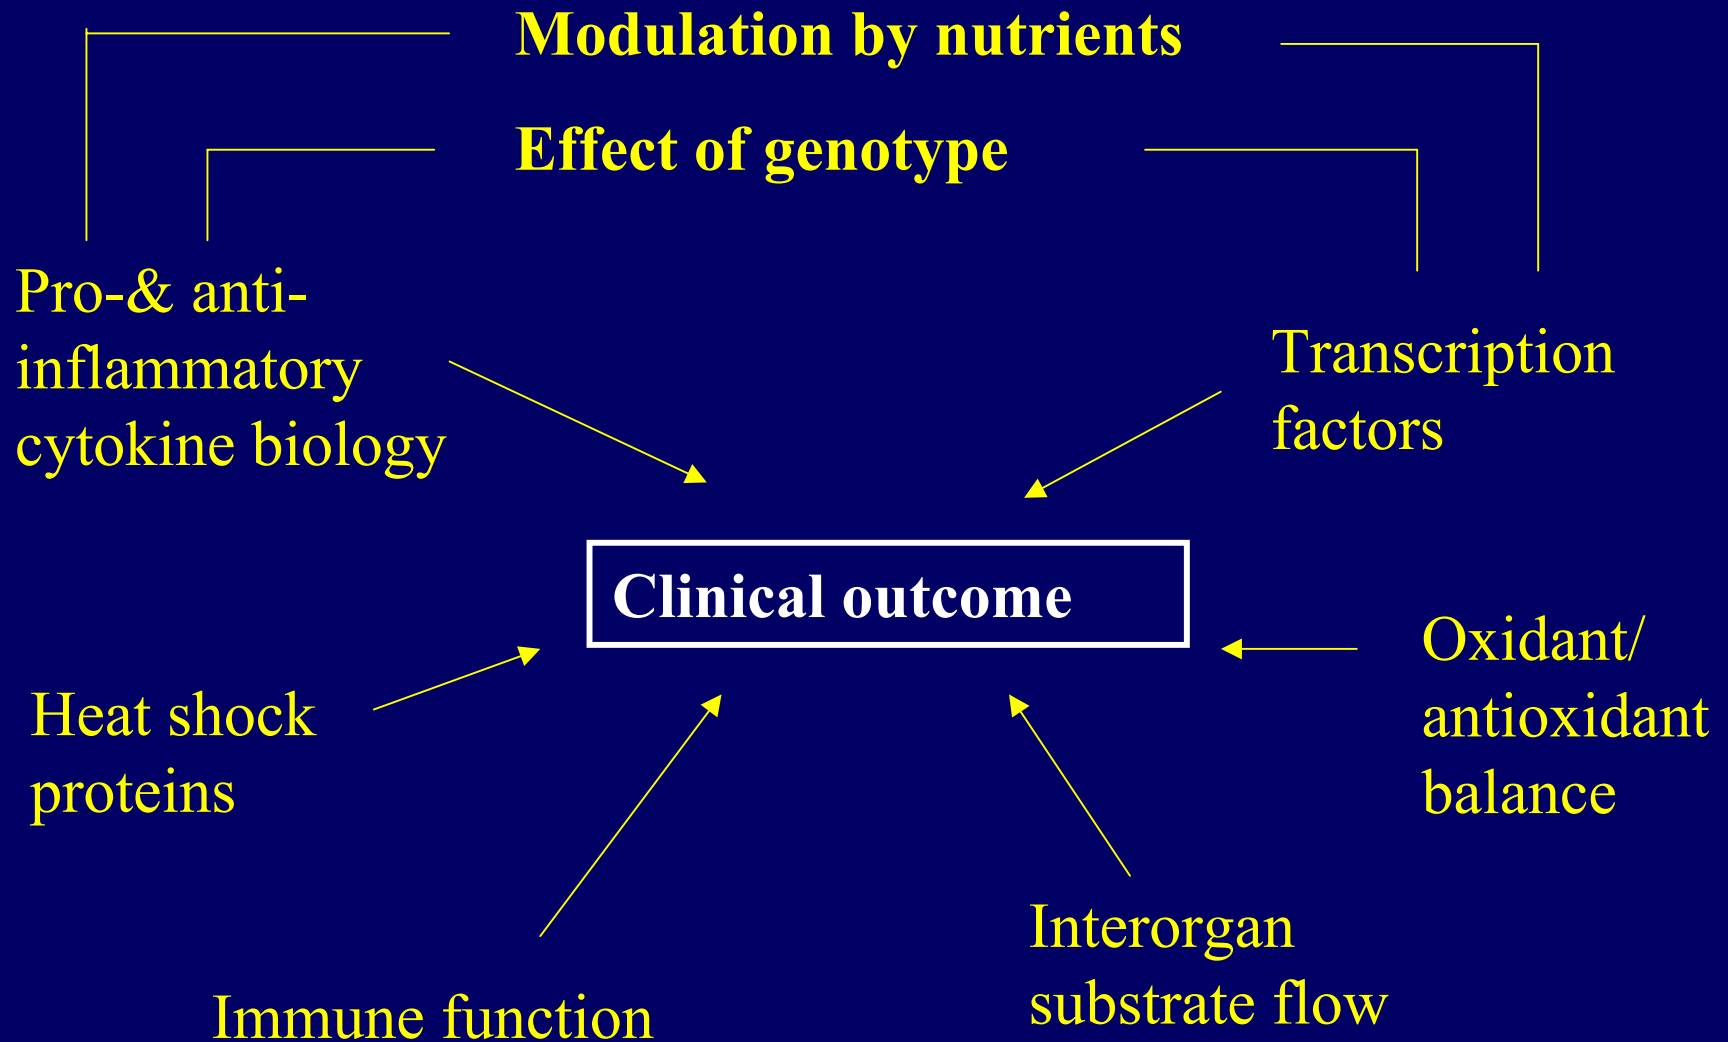 Modulation by nutrients
Effect of genotype
Pro-& anti-
inflammatory
cytokine biology
Transcription
factors
Clinical outcome
Oxidant/
antioxidant
balance
Heat shock
proteins
Interorgan
substrate flow
Immune function